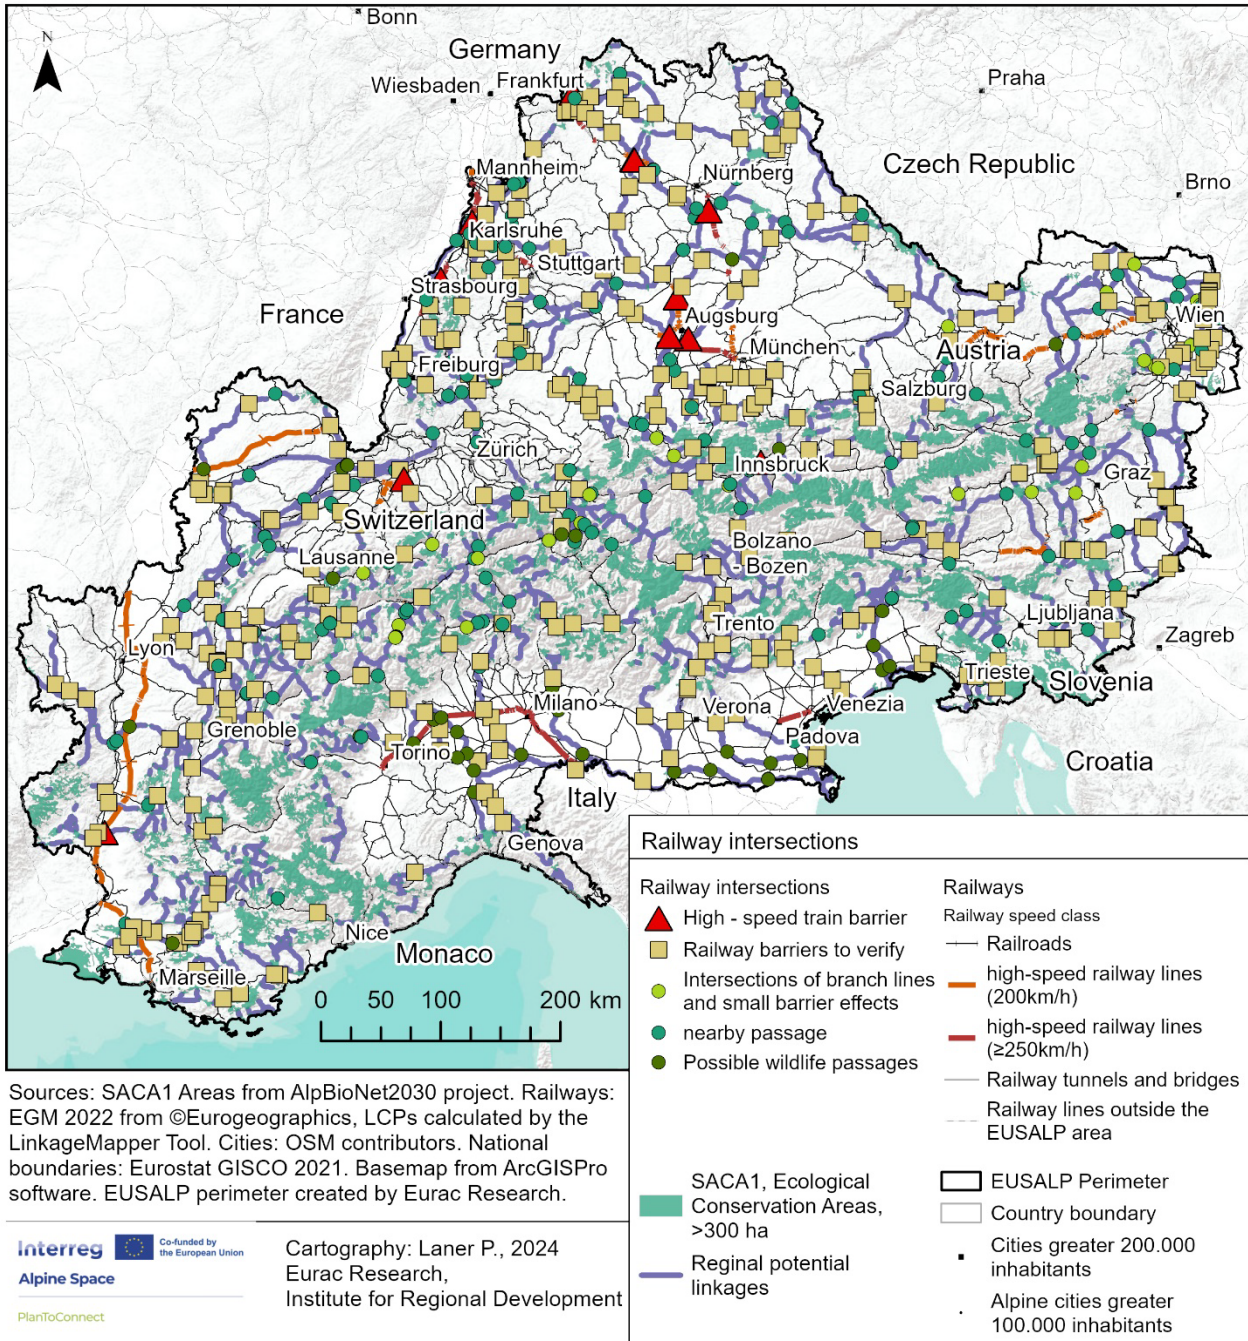 Bonn
N
Germany
Wiesbaden
Frankfurt
Praha
Czech Republic
Mannheim
Nürnberg
Brno
Karlsruhe
Stuttgart
Strasbourg
France
Augsburg
Wien
München
Austria
Freiburg
Salzburg
Zürich
Innsbruck
Graz
Switzerland
Lausanne
Bolzano
- Bozen
Ljubljana
Trento
Zagreb
Lyon
Trieste
Slovenia
Milano
Verona
Venezia
Grenoble
Torino
Padova
Croatia
Italy
Genova
Nice
Monaco
Marseille
0 50 100 200 km
Railway intersections
Railway intersections
High - speed train barrier
Railway barriers to verify
Intersections of branch lines
and small barrier effects
nearby passage
Possible wildlife passages
Railways
Railway speed class
Railroads
high-speed railway lines
(200km/h)
high-speed railway lines
(≥250km/h)
Railway tunnels and bridges
Railway lines outside the
EUSALP area
SACA1, Ecological
Conservation Areas,
>300 ha
Reginal potential
linkages
EUSALP Perimeter
Country boundary
Cities greater 200.000
inhabitants
Alpine cities greater
100.000 inhabitants
Sources: SACA1 Areas from AlpBioNet2030 project. Railways:
EGM 2022 from ©Eurogeographics, LCPs calculated by the
LinkageMapper Tool. Cities: OSM contributors. National
boundaries: Eurostat GISCO 2021. Basemap from ArcGISPro
software. EUSALP perimeter created by Eurac Research.
Interreg
Co-funded by
the European Union
Alpine Space
PlanToConnect
Cartography: Laner P., 2024
Eurac Research,
Institute for Regional Development